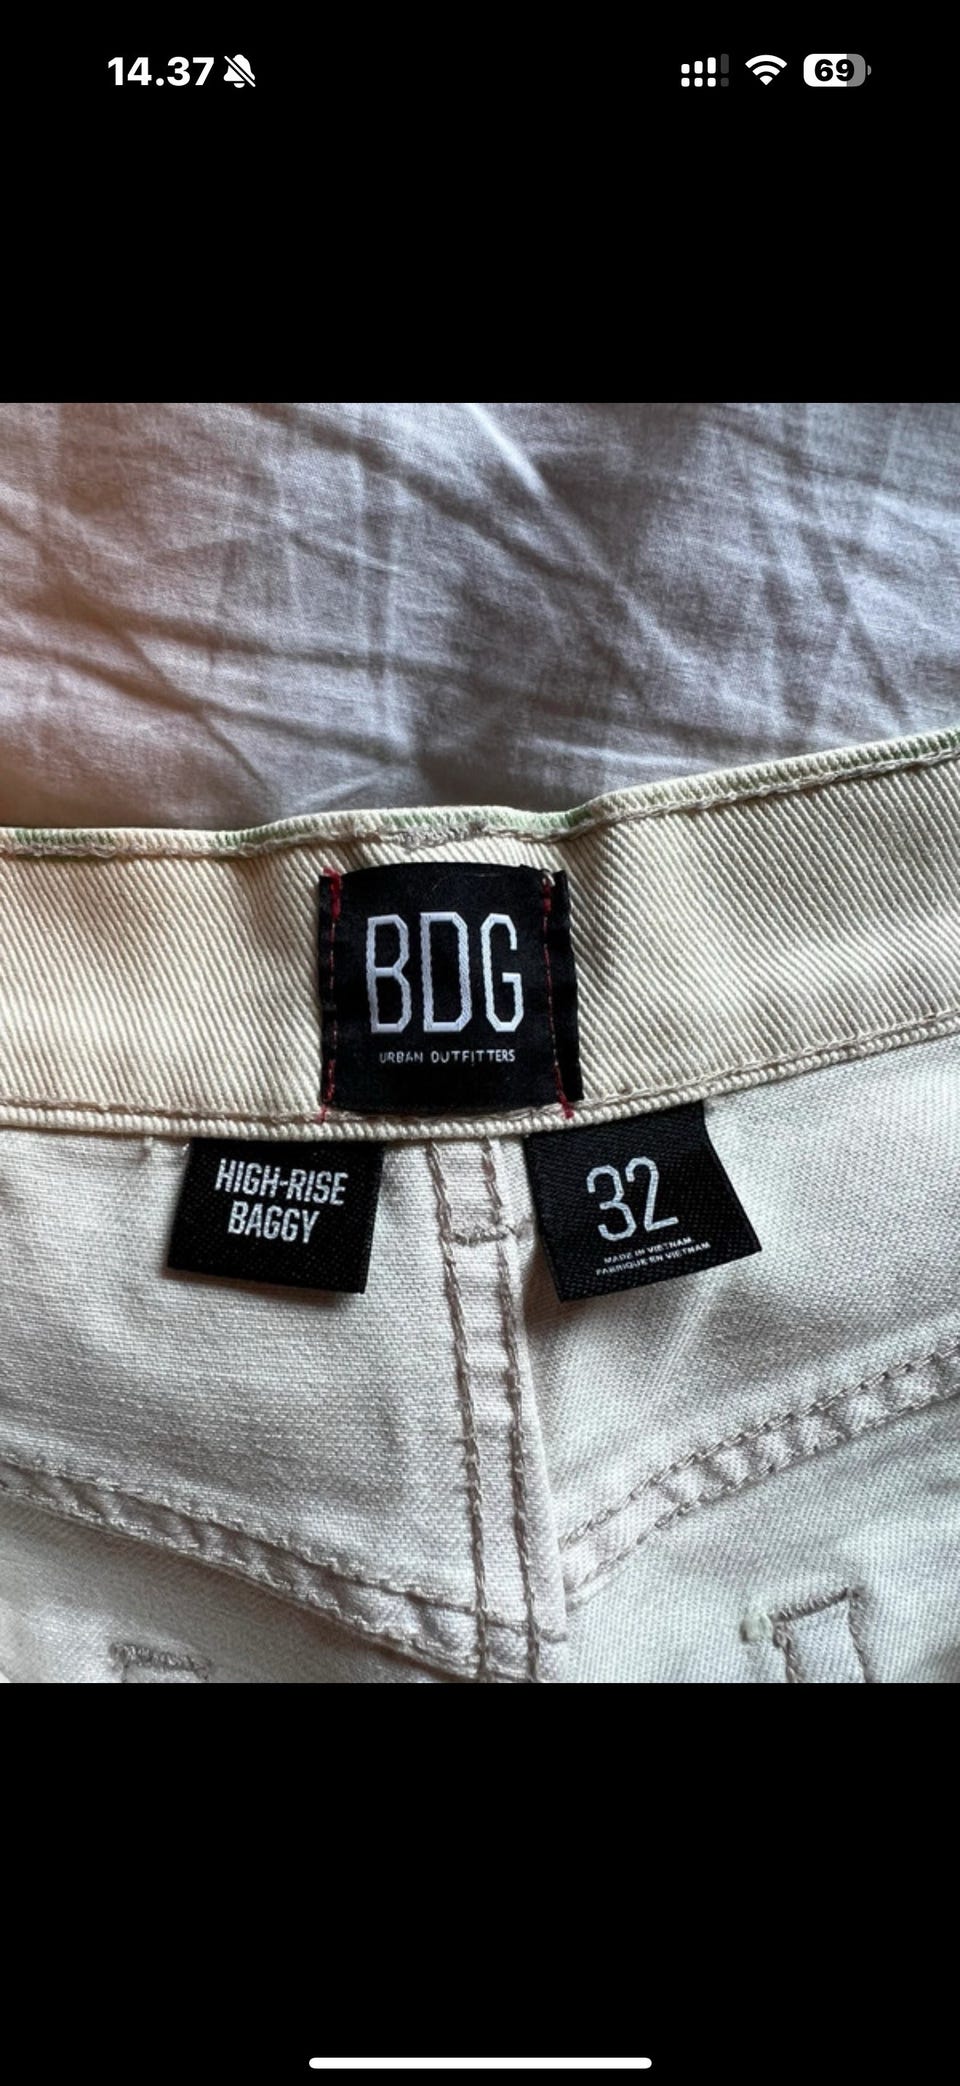 14.37
69
BDG
URBAN OUTFITTERS
HIGH-RISE
BAGGY
32
MADE IN VIETNAM
FABRIQUE EN VIETNAM